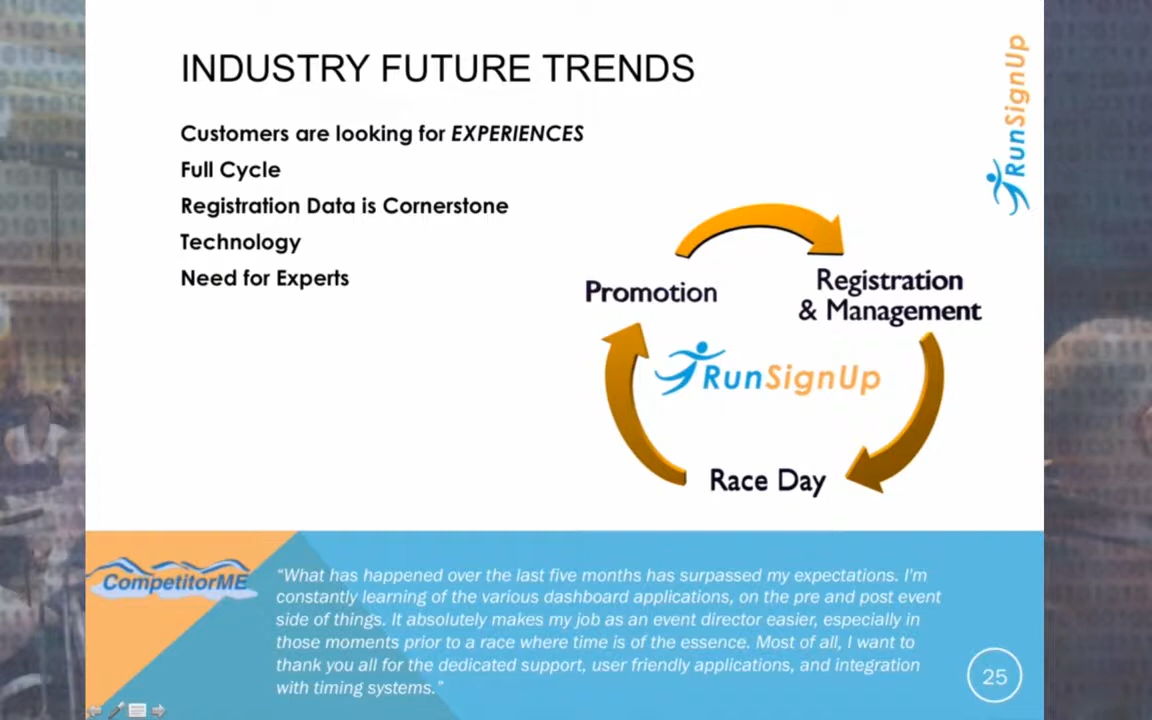 INDUSTRY FUTURE TRENDS
RunSignUp
Customers are looking for EXPERIENCES
Full Cycle
Registration Data is Cornerstone
Technology
Need for Experts
Promotion
Registration
& Management
RunSignUp
Race Day
CompetitorME
“What has happened over the last five months has surpassed my expectations. I'm
constantly learning of the various dashboard applications, on the pre and post event
side of things. It absolutely makes my job as an event director easier, especially in
those moments prior to a race where time is of the essence. Most of all, I want to
thank you all for the dedicated support, user friendly applications, and integration
with timing systems.”
25